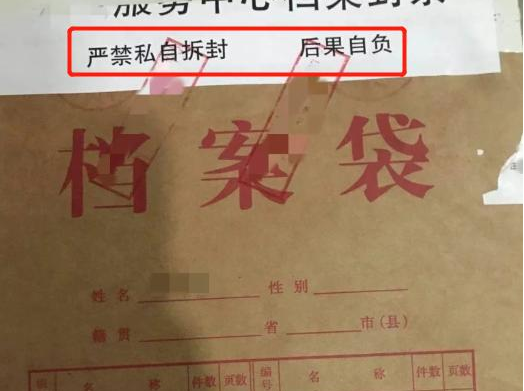 服务中心档案封条
严禁私自拆封 后果自负
档案袋
姓名 性别
籍贯 省 市(县)
编号 名称 件数 页数 编号 名称 件数 页数